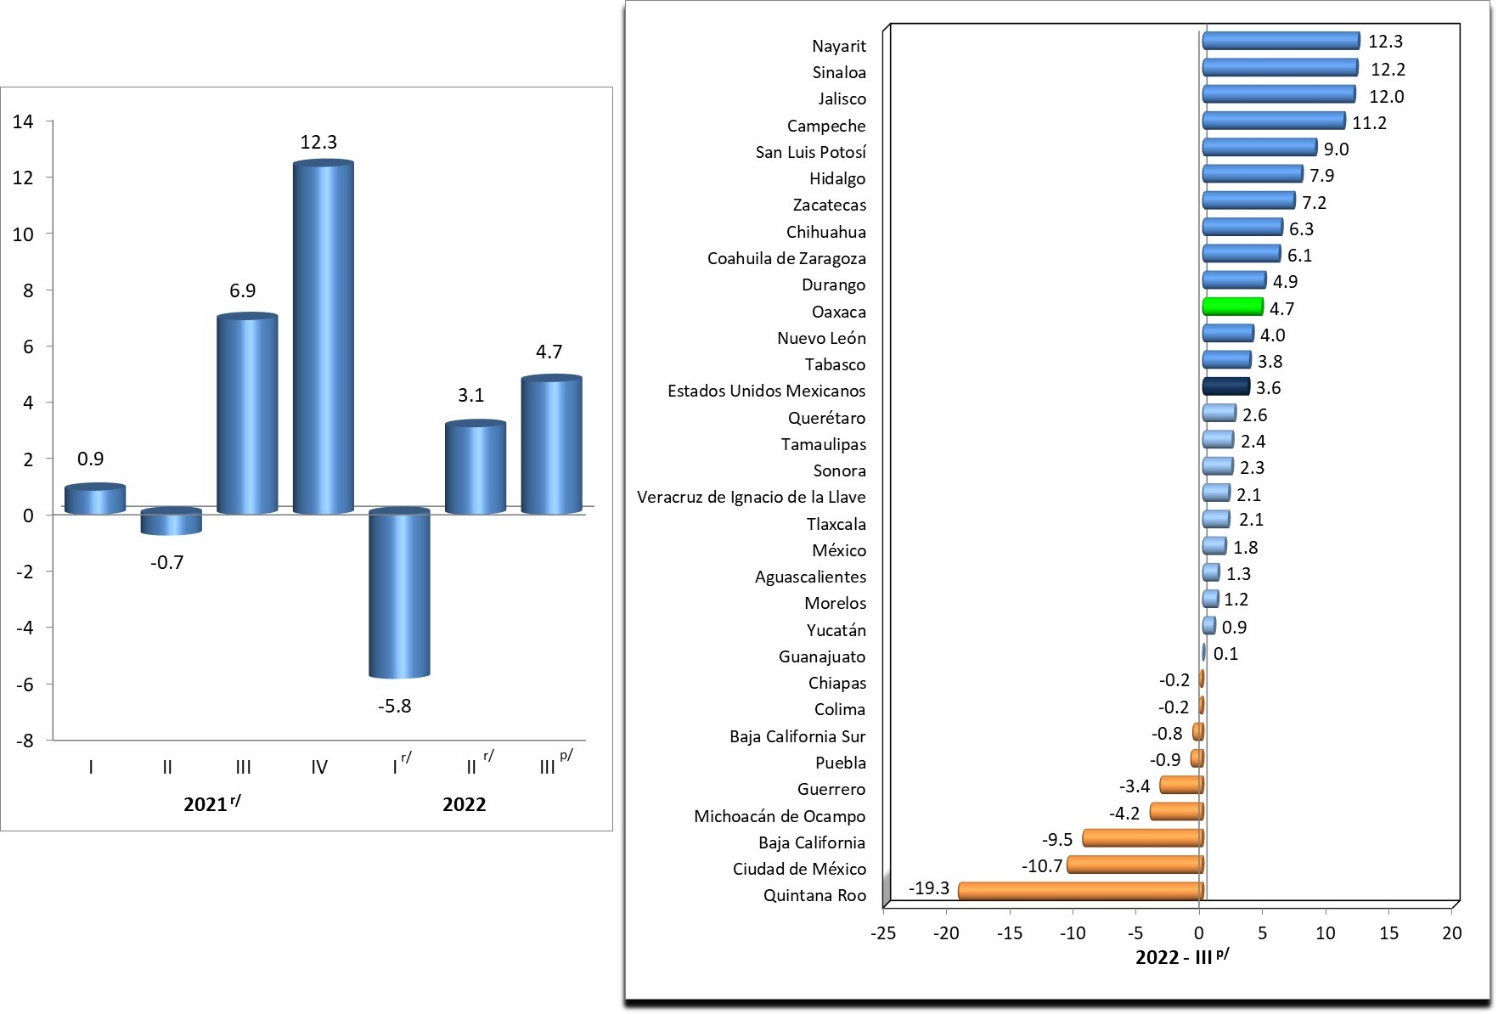 14
12
10
8
6
4
2
0
-2
-4
-6
-8
0.9
-0.7
6.9
12.3
-5.8
3.1
4.7
I II III IV I r/ II r/ III p/
2021 r/ 2022
Nayarit 12.3
Sinaloa 12.2
Jalisco 12.0
Campeche 11.2
San Luis Potosí 9.0
Hidalgo 7.9
Zacatecas 7.2
Chihuahua 6.3
Coahuila de Zaragoza 6.1
Durango 4.9
Oaxaca 4.7
Nuevo León 4.0
Tabasco 3.8
Estados Unidos Mexicanos 3.6
Querétaro 2.6
Tamaulipas 2.4
Sonora 2.3
Veracruz de Ignacio de la Llave 2.1
Tlaxcala 2.1
México 1.8
Aguascalientes 1.3
Morelos 1.2
Yucatán 0.9
Guanajuato 0.1
Chiapas -0.2
Colima -0.2
Baja California Sur -0.8
Puebla -0.9
Guerrero -3.4
Michoacán de Ocampo -4.2
Baja California -9.5
Ciudad de México -10.7
Quintana Roo -19.3
-25 -20 -15 -10 -5 0 5 10 15 20
2022 - III p/